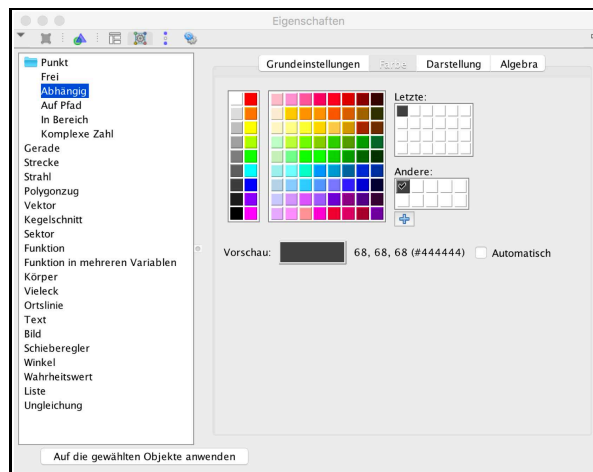 Eigenschaften
Punkt
Frei
Abhängig
Auf Pfad
In Bereich
Komplexe Zahl
Gerade
Strecke
Strahl
Polygonzug
Vektor
Kegelschnitt
Sektor
Funktion
Funktion in mehreren Variablen
Körper
Vieleck
Ortslinie
Text
Bild
Schieberegler
Winkel
Wahrheitswert
Liste
Ungleichung
Grundeinstellungen Farbe Darstellung Algebra
Letzte:
Andere:
Vorschau: 68, 68, 68 (#444444) Automatisch
Auf die gewählten Objekte anwenden